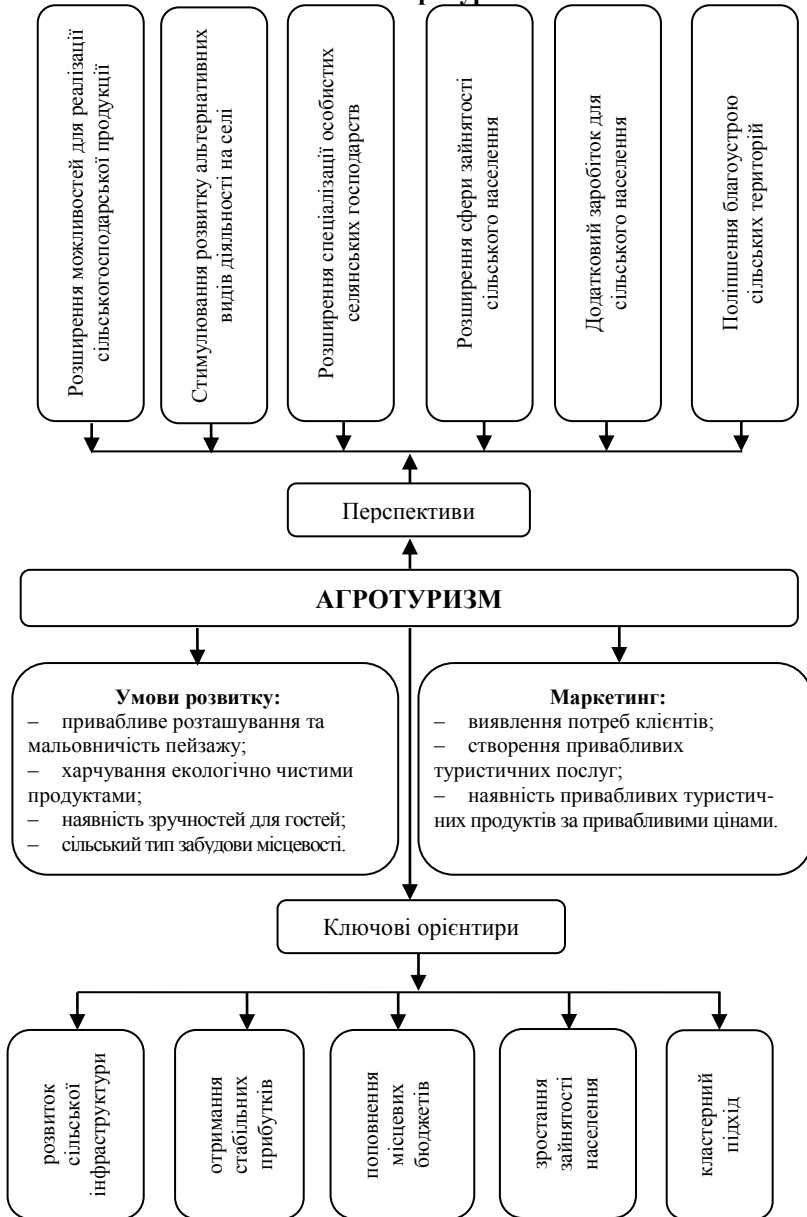 Розширення можливостей для реалізації
сільськогосподарської продукції
Стимулювання розвитку альтернативних
видів діяльності на селі
Розширення спеціалізації особистих
селянських господарств
Розширення сфери зайнятості
сільського населення
Додатковий заробіток для
сільського населення
Поліпшення благоустрою
сільських територій
Перспективи
АГРОТУРИЗМ
Умови розвитку:
– привабливе розташування та
мальовничість пейзажу;
– харчування екологічно чистими
продуктами;
– наявність зручностей для гостей;
– сільський тип забудови місцевості.
Маркетинг:
– виявлення потреб клієнтів;
– створення привабливих
туристичних послуг;
– наявність привабливих туристич-
них продуктів за привабливими цінами.
Ключові орієнтири
розвиток
сільської
інфраструктури
отримання
стабільних
прибутків
поповнення
місцевих
бюджетів
зростання
зайнятості
населення
кластерний
підхід